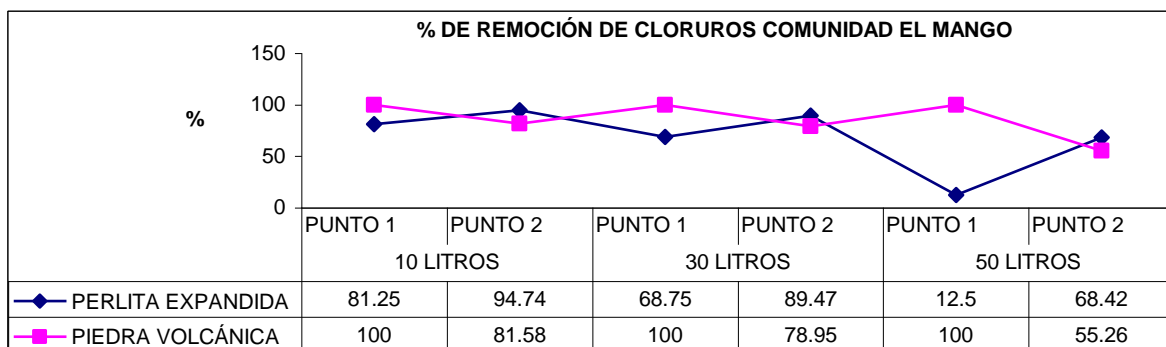 % DE REMOCIÓN DE CLORUROS COMUNIDAD EL MANGO
%
150
100
50
0
PUNTO 1 PUNTO 2 PUNTO 1 PUNTO 2 PUNTO 1 PUNTO 2
10 LITROS 30 LITROS 50 LITROS
PERLITA EXPANDIDA 81.25 94.74 68.75 89.47 12.5 68.42
PIEDRA VOLCÁNICA 100 81.58 100 78.95 100 55.26